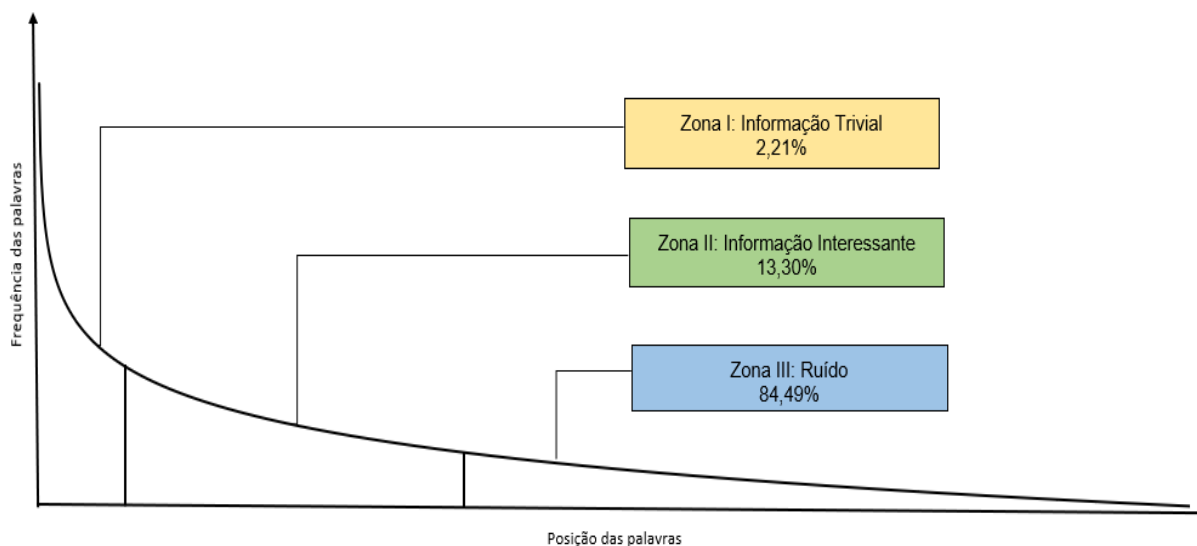 Frequência das palavras
Zona I: Informação Trivial
2,21%
Zona II: Informação Interessante
13,30%
Zona III: Ruído
84,49%
Posição das palavras